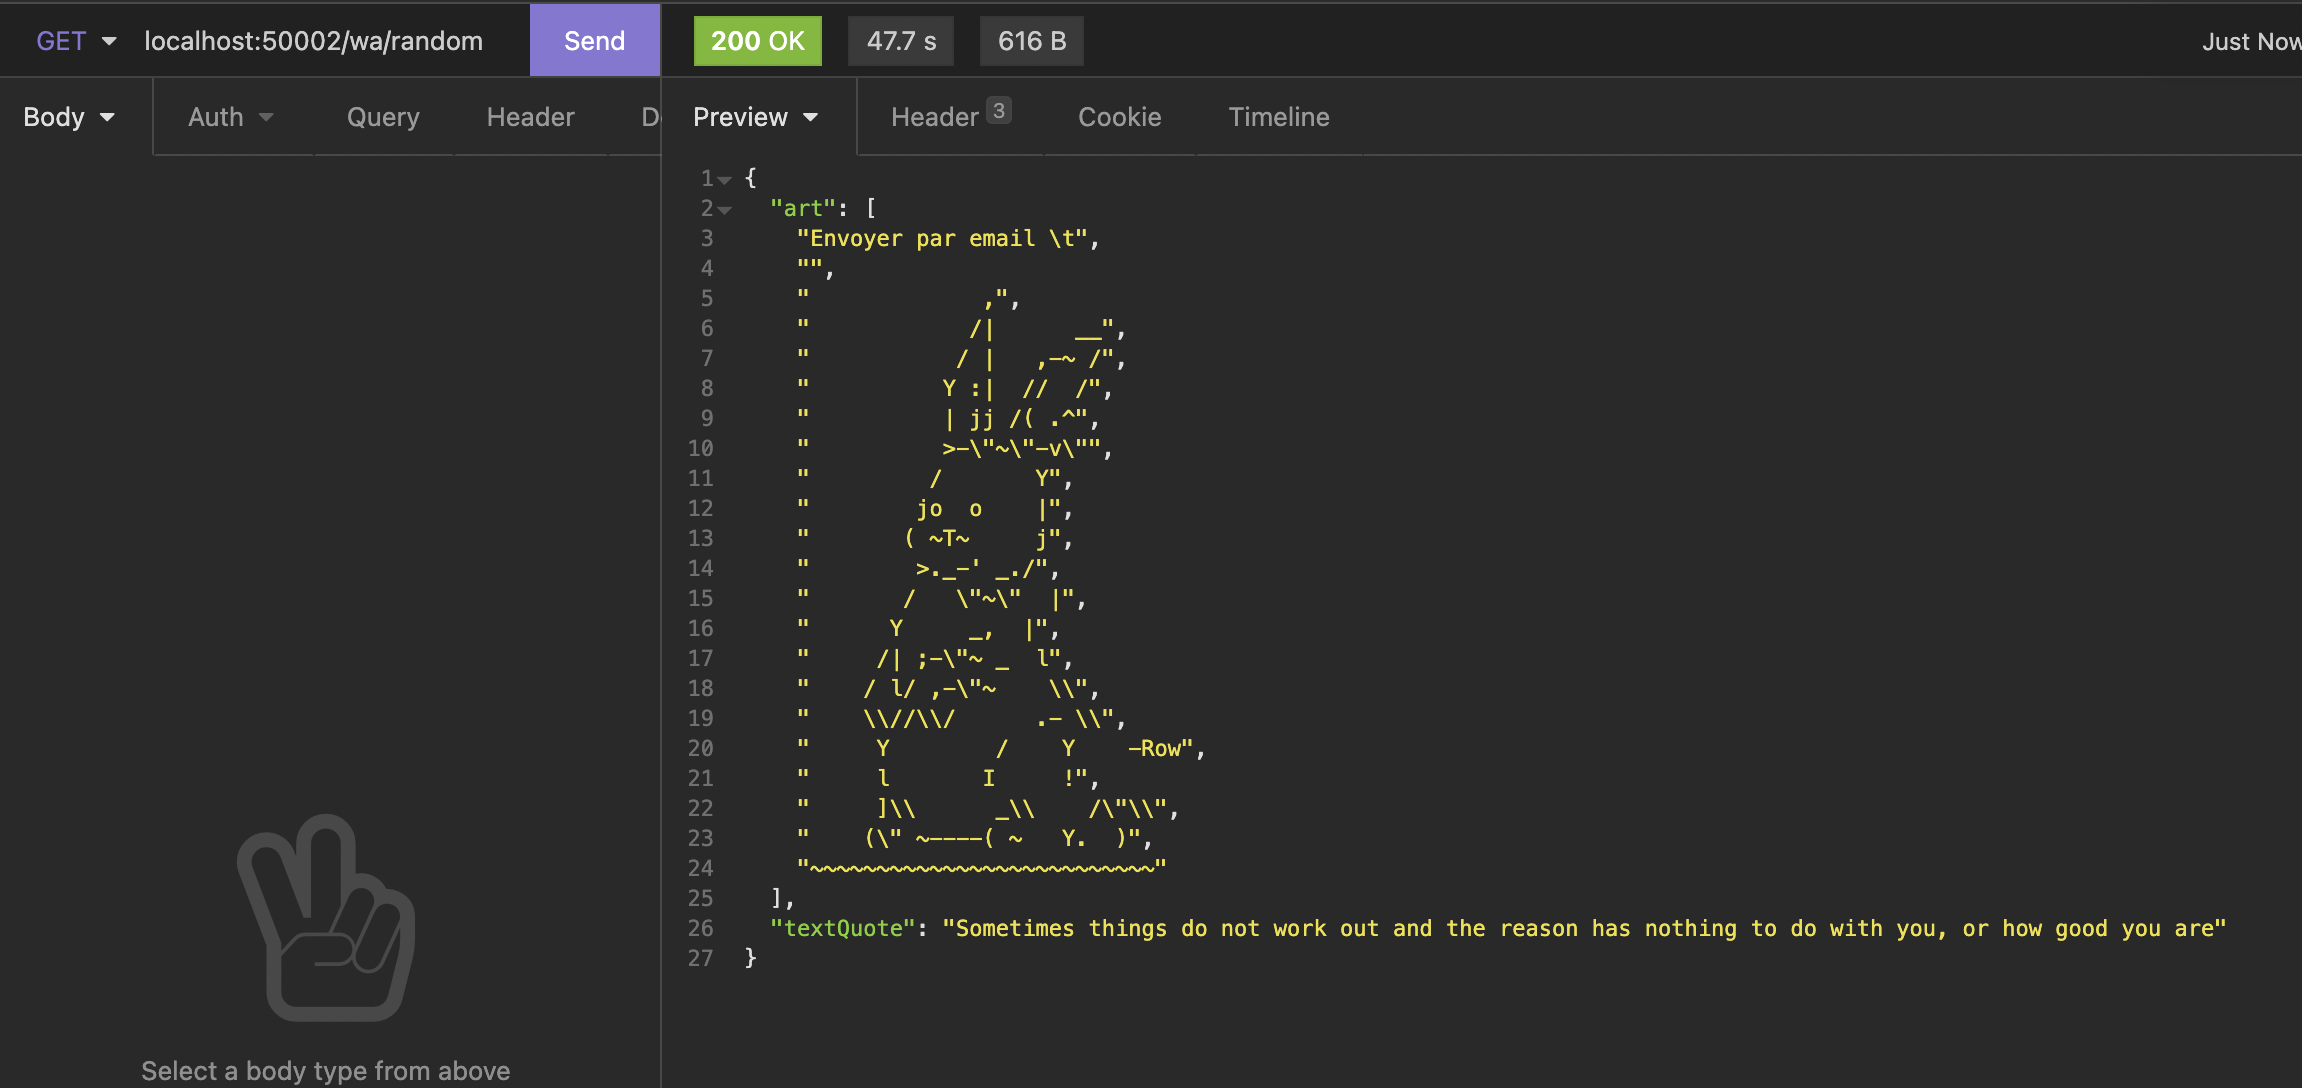 GET localhost:50002/wa/random Send 200 OK 47.7 s 616 B Just Now
Body Auth Query Header Preview Header 3 Cookie Timeline
1 {
2   "art": [
3     "Envoyer par email \t",
4     "",
5     "             ,",
6     "            /|      __",
7     "           / |   ,-~ /",
8     "          Y :|  //  /",
9     "          | jj /( .^",
10     "          >-\"~\"-v\"",
11     "         /       Y",
12     "        jo  o    |",
13     "       ( ~T~     j",
14     "        >._-' _./",
15     "       /   \"~\"  |",
16     "      Y     _,  |",
17     "     /| ;-\"~ _  l",
18     "    / l/ ,-\"~    \\",
19     "    \\//\\/      .- \\",
20     "     Y        /    Y    -Row",
21     "     l       I      !",
22     "     ]\\      _\\    /\"\\",
23     "    (\" ~----( ~   Y.  )",
24     "~~~~~~~~~~~~~~~~~~~~~~~~~~"
25   ],
26   "textQuote": "Sometimes things do not work out and the reason has nothing to do with you, or how good you are"
27 }
Select a body type from above